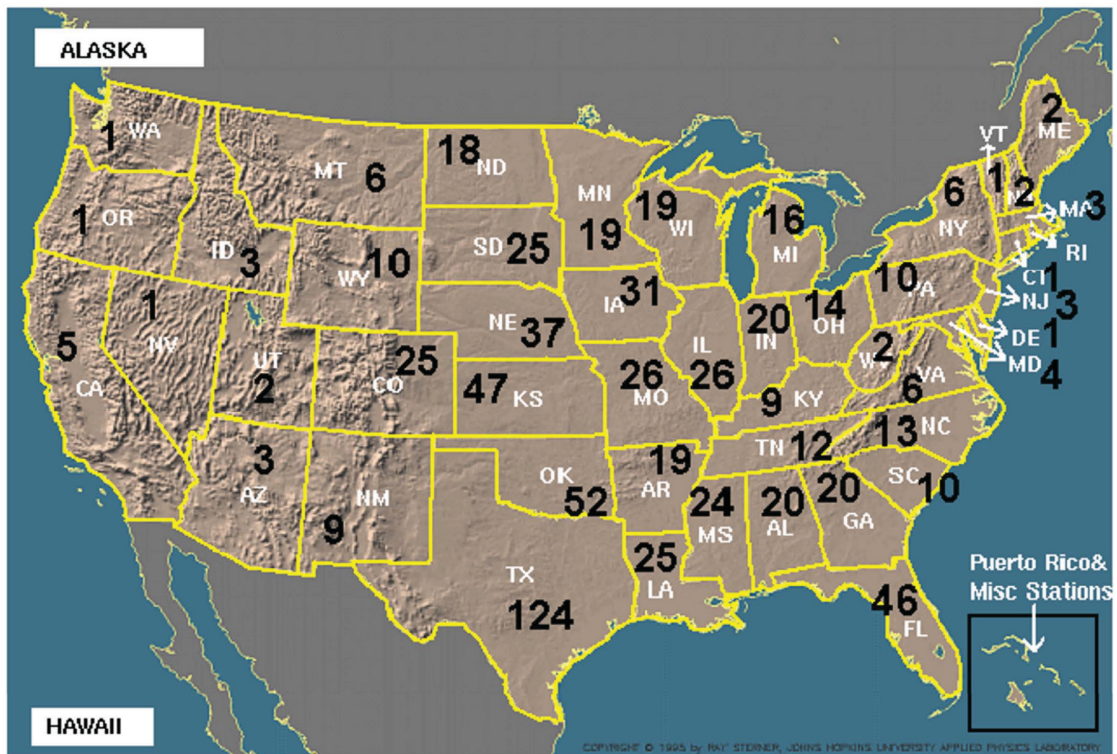 ALASKA
1 WA
MT 6
18 ND
MN
19
19 WI
16
MI
VT
1
2
2
ME
6
NY
MA 3
RI
CT 1
NJ 3
DE 1
MD 4
1 OR
ID 3
WY 10
SD 25
IA 31
NE 37
20
IN
14
OH
10
PA
2
5
CA
1
NV
UT
2
CO 25
47 KS
26
MO
IL
26
9 KY
VA
6
3
AZ
NM
9
OK
52
19
AR
TN 12
13 NC
SC 10
24
MS
20
AL
20
GA
TX
124
25
LA
46
FL
Puerto Rico&
Misc Stations
HAWAII
COPYRIGHT © 1995 by RAY STERNER, JOHNS HOPKINS UNIVERSITY APPLIED PHYSICS LABORATORY